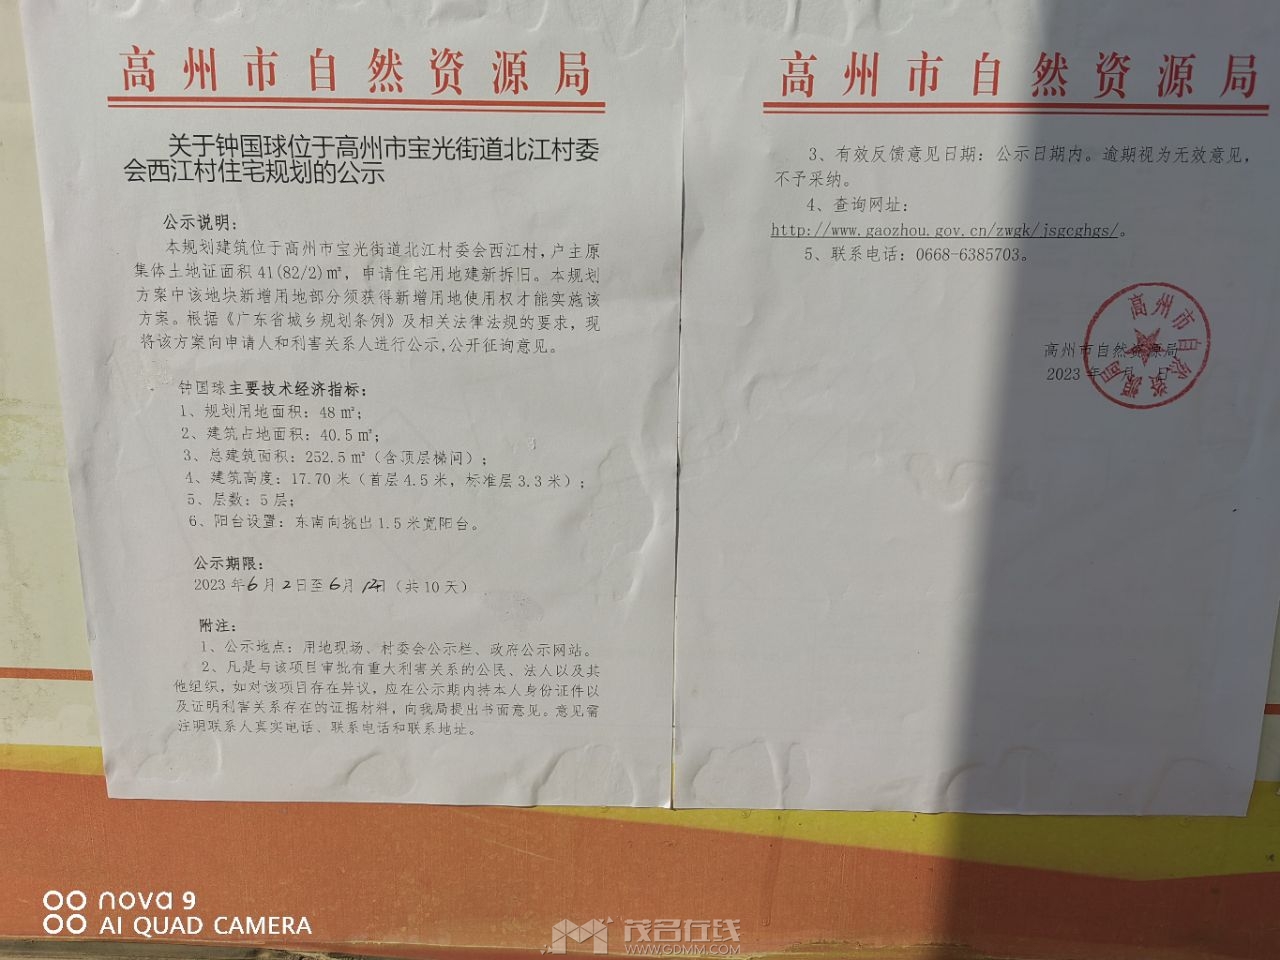 高州市自然资源局
关于钟国球位于高州市宝光街道北江村委
会西江村住宅规划的公示
公示说明：
本规划建筑位于高州市宝光街道北江村委会西江村，户主原
集体土地证面积 41(82/2)㎡，申请住宅用地建新拆旧。本规划
方案中该地块新增用地部分须获得新增用地使用权才能实施该
方案。根据《广东省城乡规划条例》及相关法律法规的要求，现
将该方案向申请人和利害关系人进行公示,公开征询意见。
钟国球主要技术经济指标：
1、规划用地面积：48 ㎡；
2、建筑占地面积：40.5 ㎡；
3、总建筑面积：252.5 ㎡（含顶层梯间）；
4、建筑高度：17.70 米（首层 4.5 米，标准层 3.3 米）；
5、层数：5 层；
6、阳台设置：东南向挑出 1.5 米宽阳台。
公示期限：
2023 年6月2日至6月12日（共 10 天）
附注：
1、公示地点：用地现场、村委会公示栏、政府公示网站。
2、凡是与该项目审批有重大利害关系的公民、法人以及其
他组织，如对该项目存在异议，应在公示期内持本人身份证件以
及证明利害关系存在的证据材料，向我局提出书面意见。意见需
注明联系人真实电话、联系电话和联系地址。
高州市自然资源局
3、有效反馈意见日期：公示日期内。逾期视为无效意见，
不予采纳。
4、查询网址：
http://www.gaozhou.gov.cn/zwgk/jsgcghgs/。
5、联系电话：0668-6385703。
高州市自然资源局
2023 年 月 日
高州市自然资源局
nova 9
AI QUAD CAMERA
茂名在线
WWW.GDMM.COM